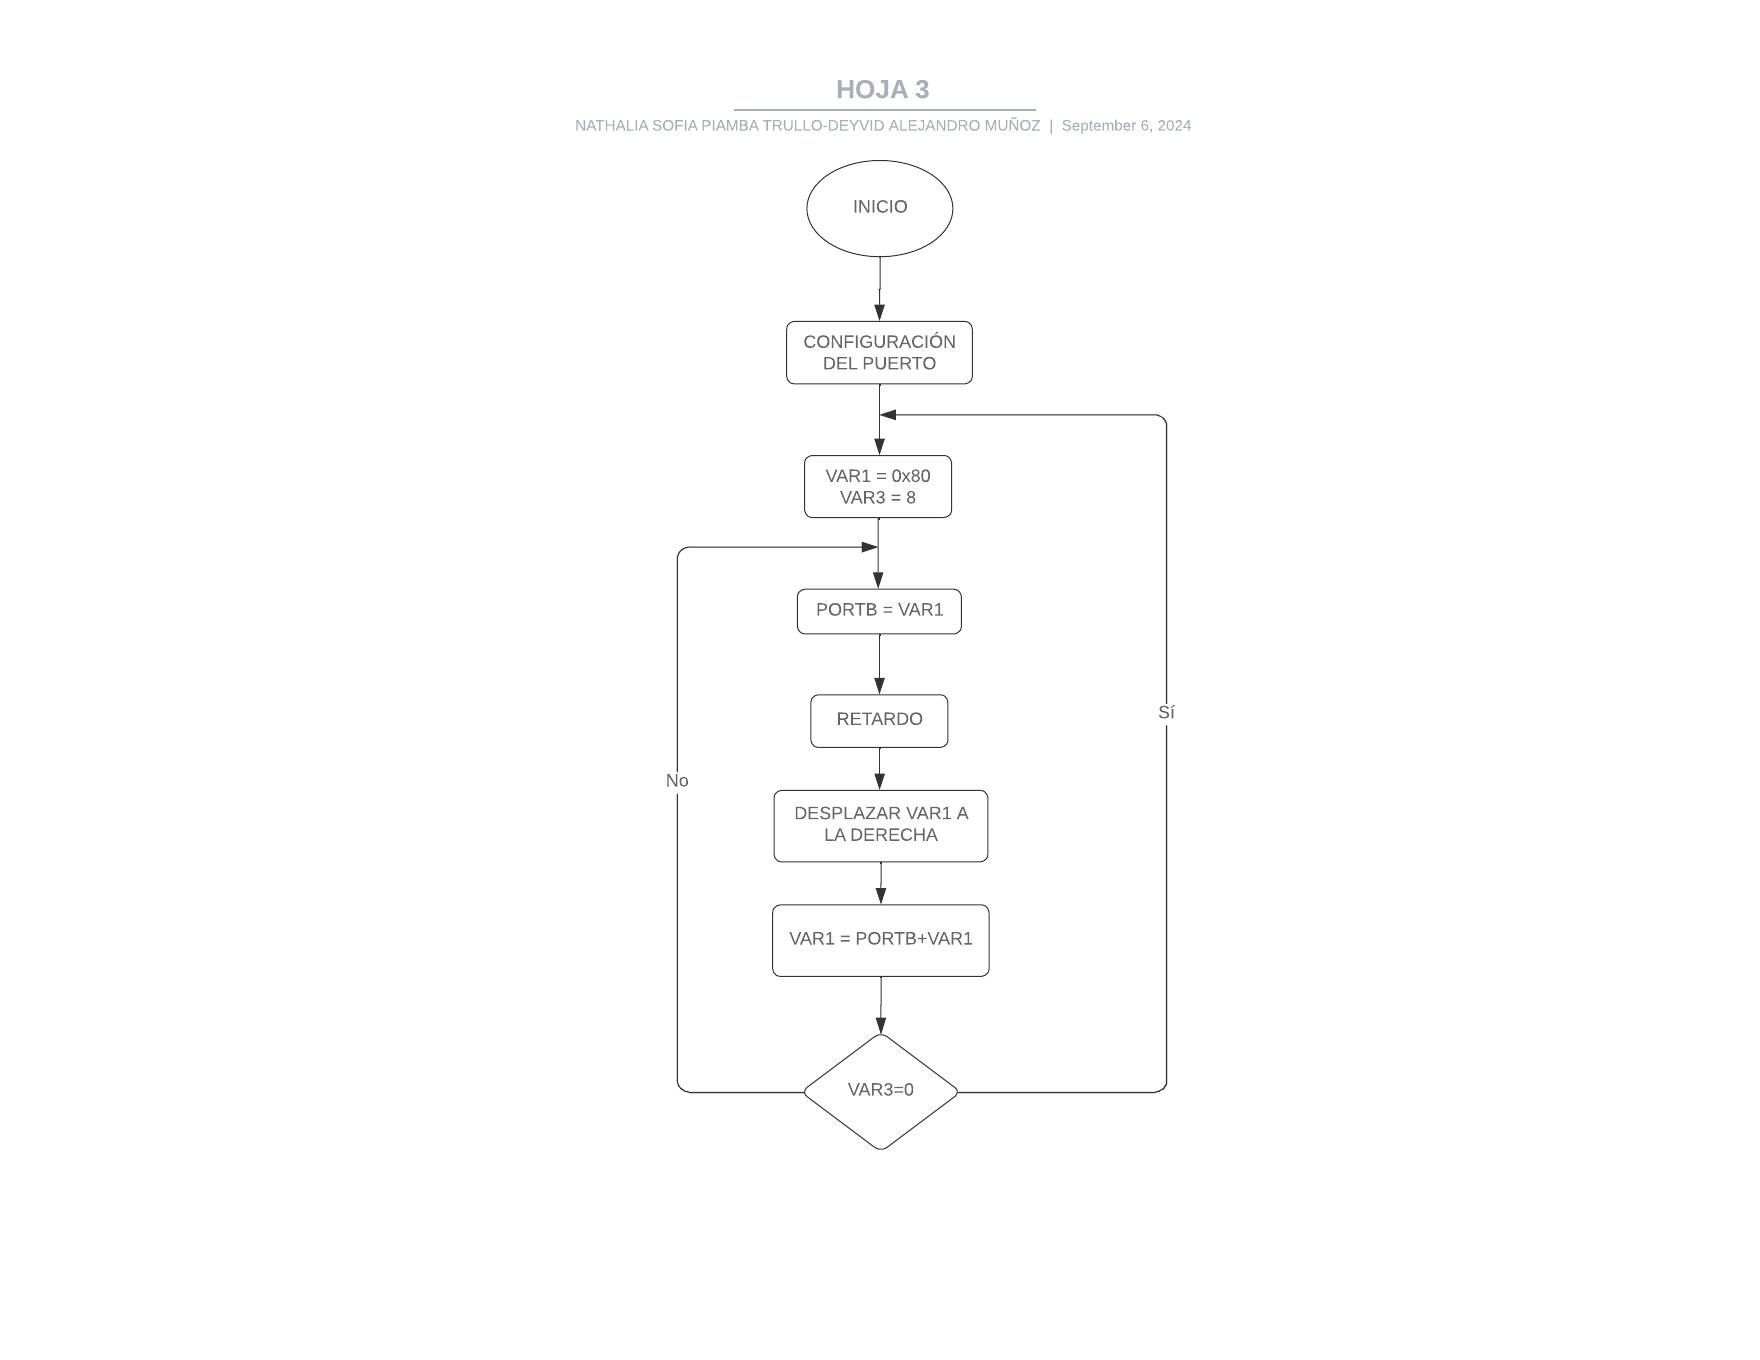 HOJA 3
NATHALIA SOFIA PIAMBA TRULLO-DEYVID ALEJANDRO MUÑOZ | September 6, 2024
INICIO
CONFIGURACIÓN
DEL PUERTO
VAR1 = 0x80
VAR3 = 8
PORTB = VAR1
RETARDO
Sí
No
DESPLAZAR VAR1 A
LA DERECHA
VAR1 = PORTB+VAR1
VAR3=0